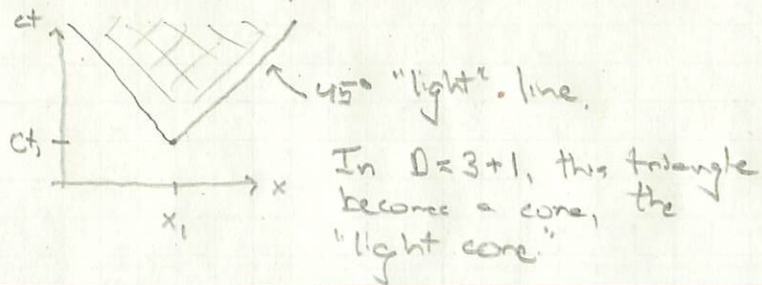 ct
45° "light" line.
ct₁
In D=3+1, this triangle
x
becomes a cone, the
x₁
"light cone."